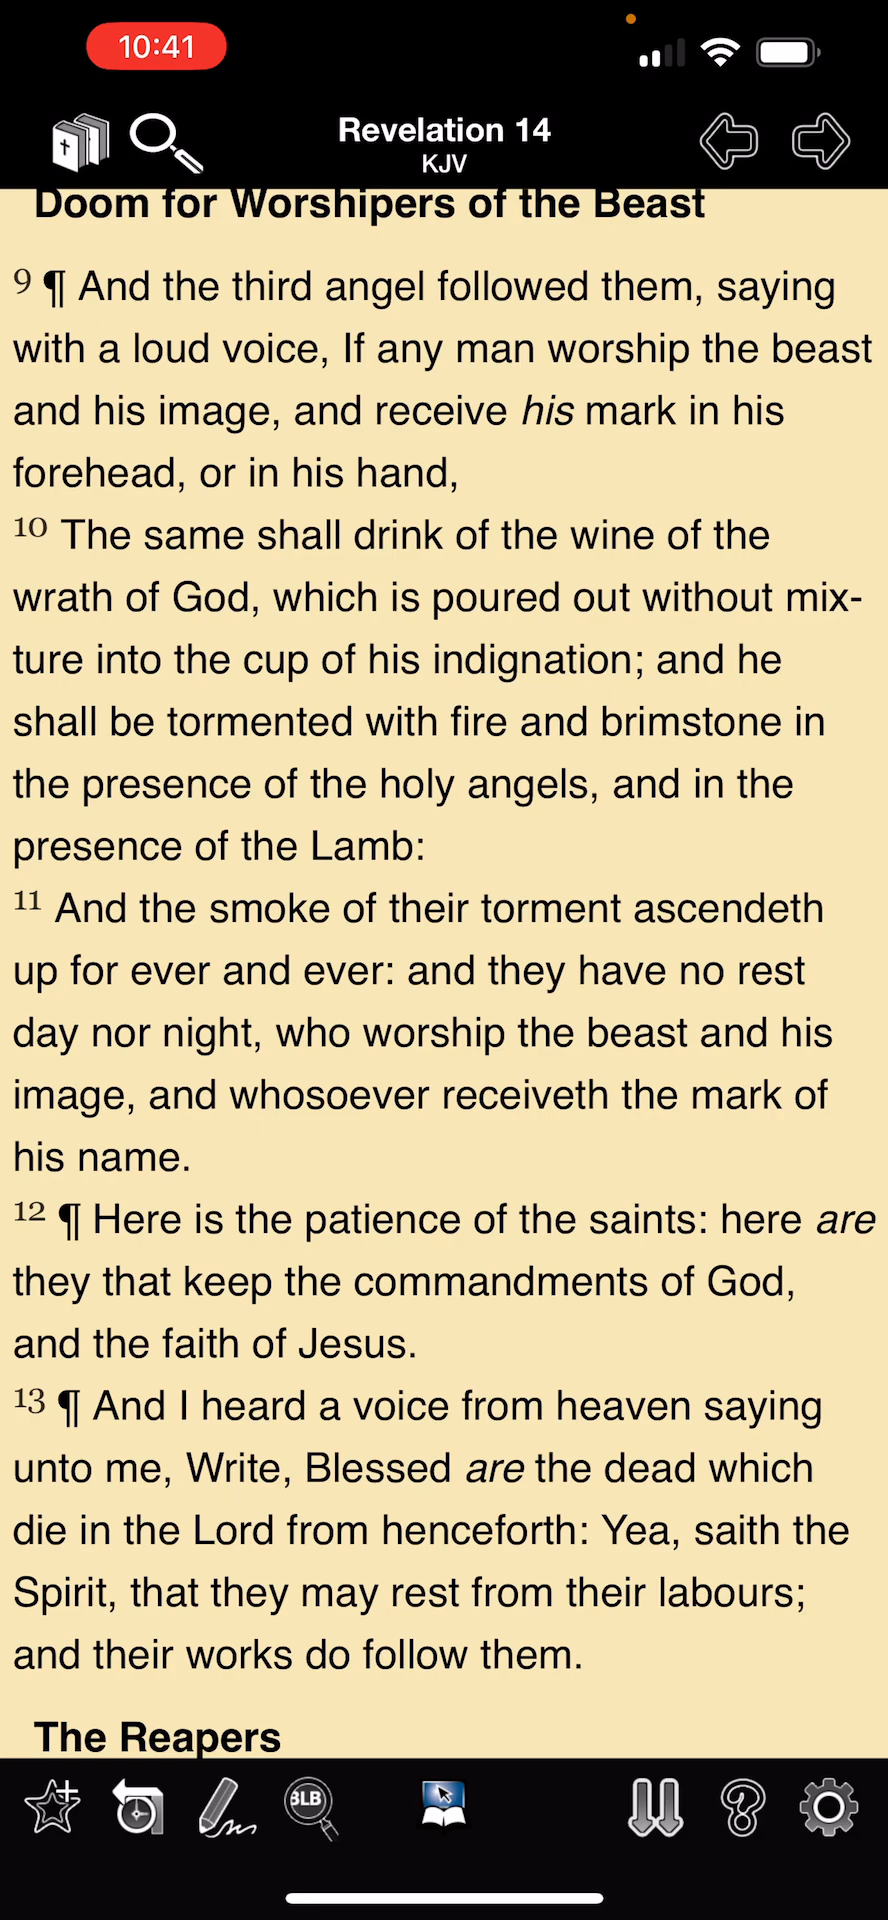 10:41
Revelation 14
KJV
Doom for Worshipers of the Beast
9 ¶ And the third angel followed them, saying
with a loud voice, If any man worship the beast
and his image, and receive his mark in his
forehead, or in his hand,
10 The same shall drink of the wine of the
wrath of God, which is poured out without mix-
ture into the cup of his indignation; and he
shall be tormented with fire and brimstone in
the presence of the holy angels, and in the
presence of the Lamb:
11 And the smoke of their torment ascendeth
up for ever and ever: and they have no rest
day nor night, who worship the beast and his
image, and whosoever receiveth the mark of
his name.
12 ¶ Here is the patience of the saints: here are
they that keep the commandments of God,
and the faith of Jesus.
13 ¶ And I heard a voice from heaven saying
unto me, Write, Blessed are the dead which
die in the Lord from henceforth: Yea, saith the
Spirit, that they may rest from their labours;
and their works do follow them.
The Reapers
BLB